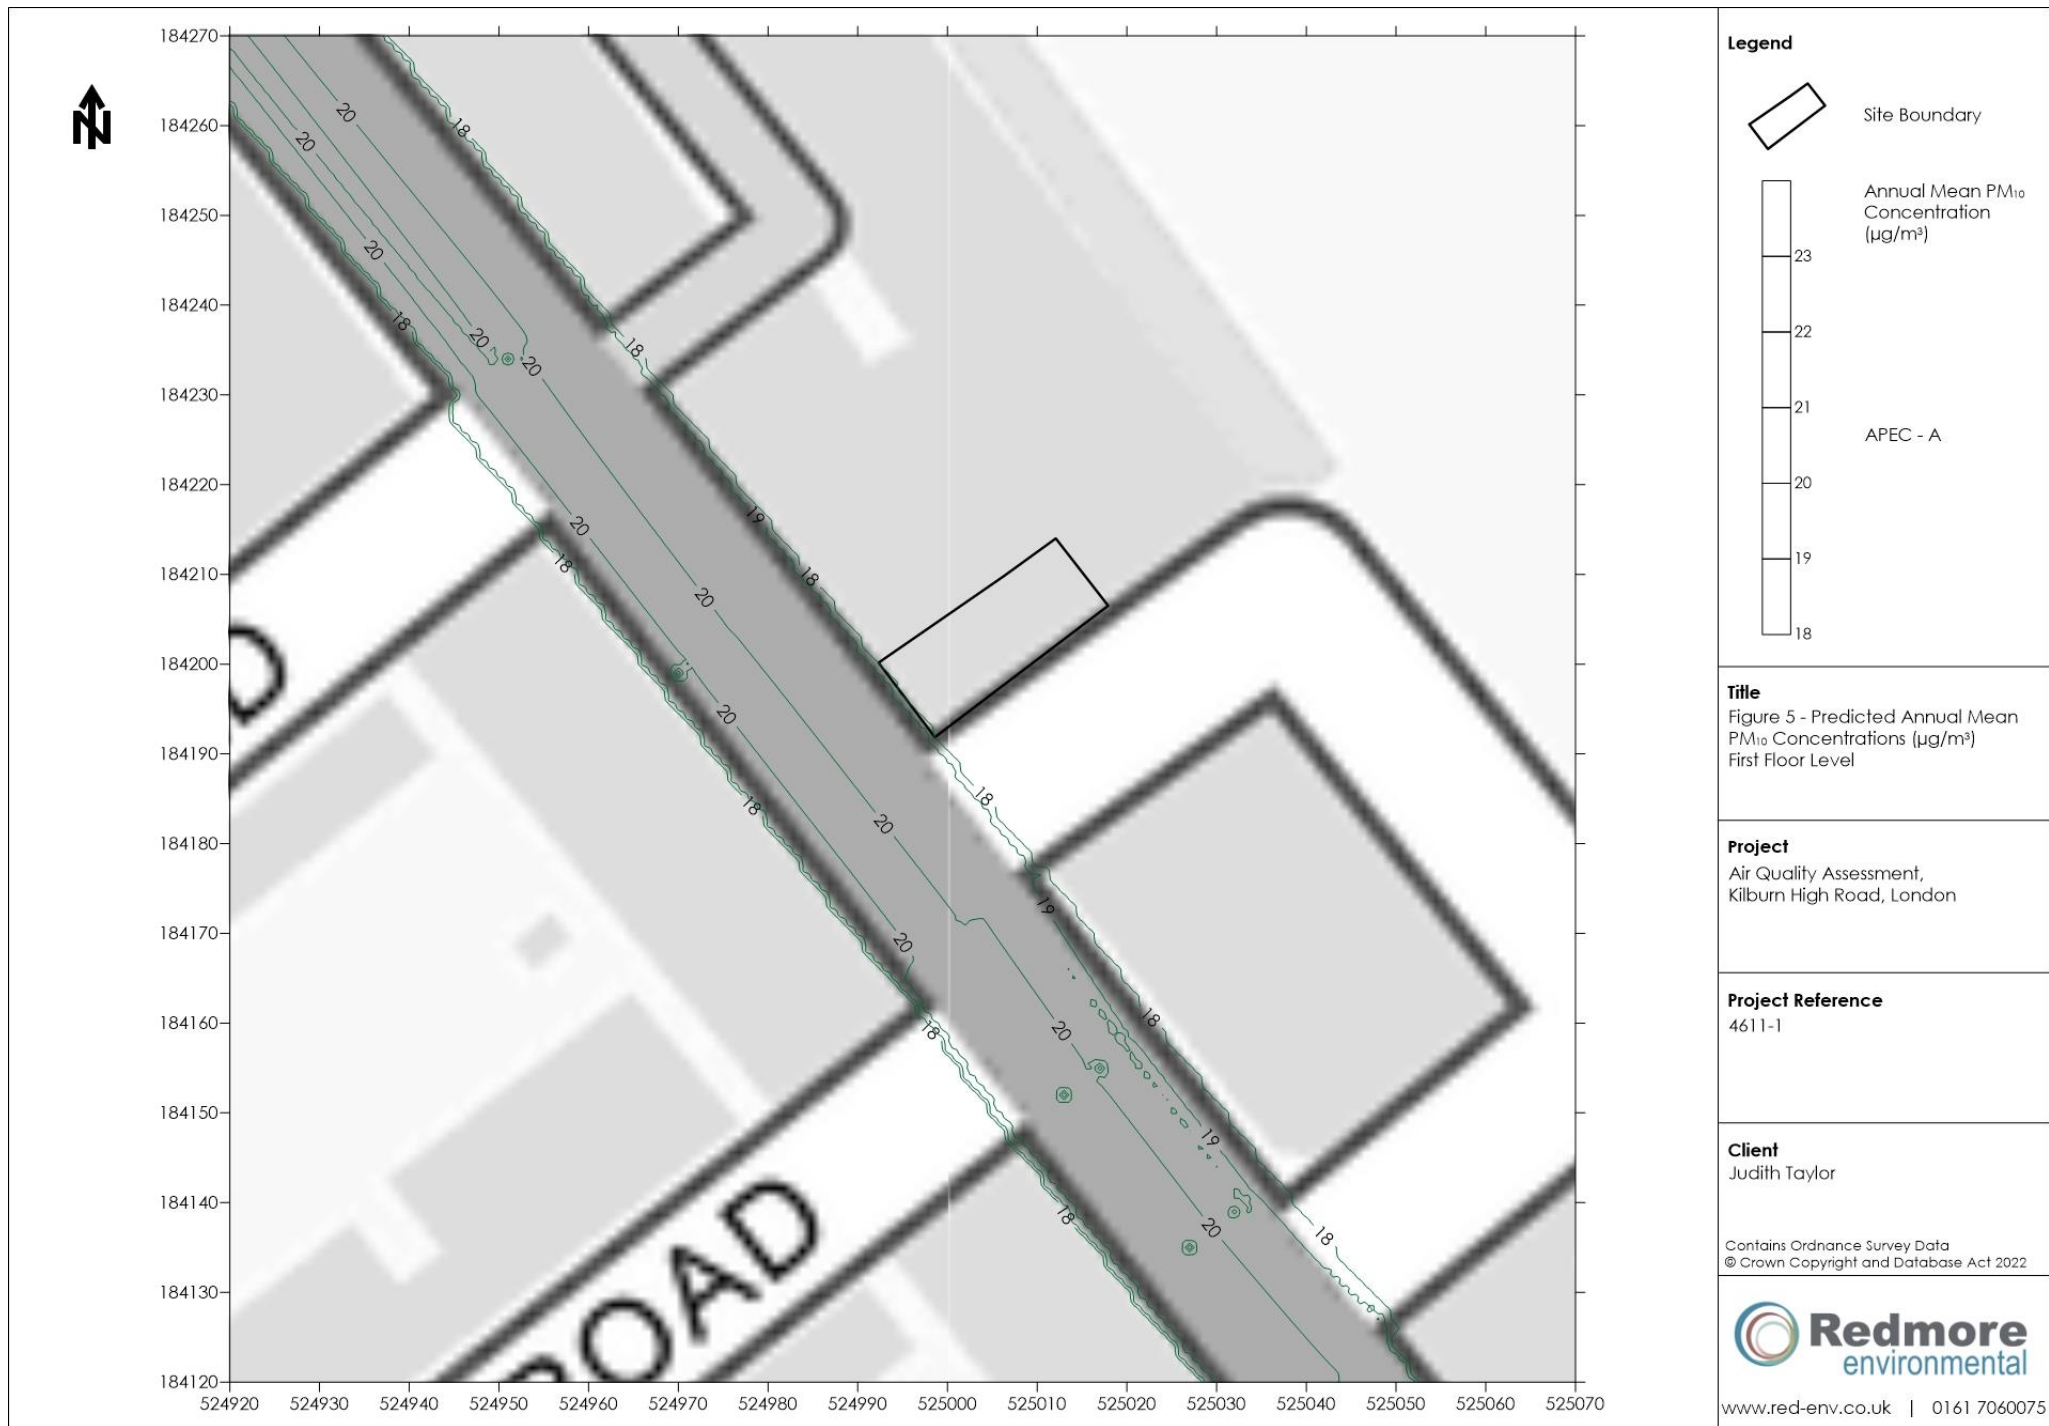 184270
184260
184250
184240
184230
184220
184210
184200
184190
184180
184170
184160
184150
184140
184130
184120
524920 524930 524940 524950 524960 524970 524980 524990 525000 525010 525020 525030 525040 525050 525060 525070
N
20
18
20
20
18
18
20
20
19
20
18
18
20
D
20
18
18
20
19
20
18
20
18
19
18
20
18
ROAD
Legend
Site Boundary
Annual Mean PM₁₀
Concentration
(µg/m³)
23
22
21
APEC - A
20
19
18
Title
Figure 5 - Predicted Annual Mean
PM₁₀ Concentrations (µg/m³)
First Floor Level
Project
Air Quality Assessment,
Kilburn High Road, London
Project Reference
4611-1
Client
Judith Taylor
Contains Ordnance Survey Data
© Crown Copyright and Database Act 2022
Redmore
environmental
www.red-env.co.uk | 0161 7060075